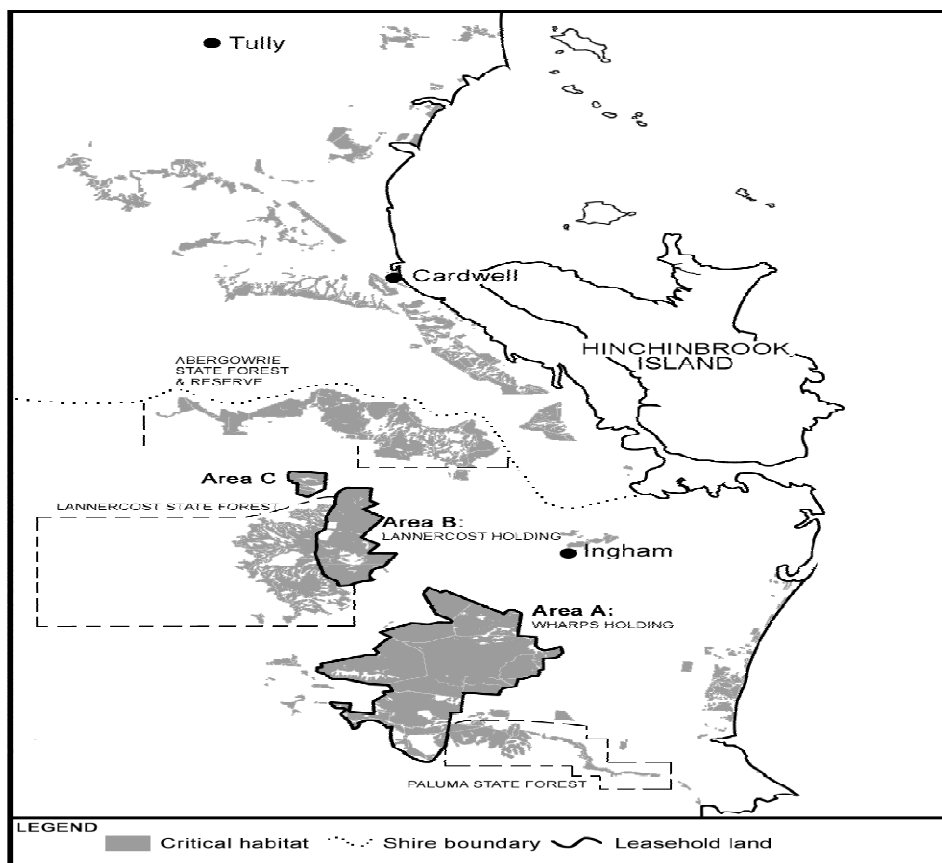 Tully
Cardwell
HINCHINBROOK
ISLAND
ABERGOWRIE
STATE FOREST
& RESERVE
Area C
LANNERCOST STATE FOREST
Area B:
LANNERCOST HOLDING
Ingham
Area A:
WHARPS HOLDING
PALUMA STATE FOREST
LEGEND
Critical habitat Shire boundary Leasehold land